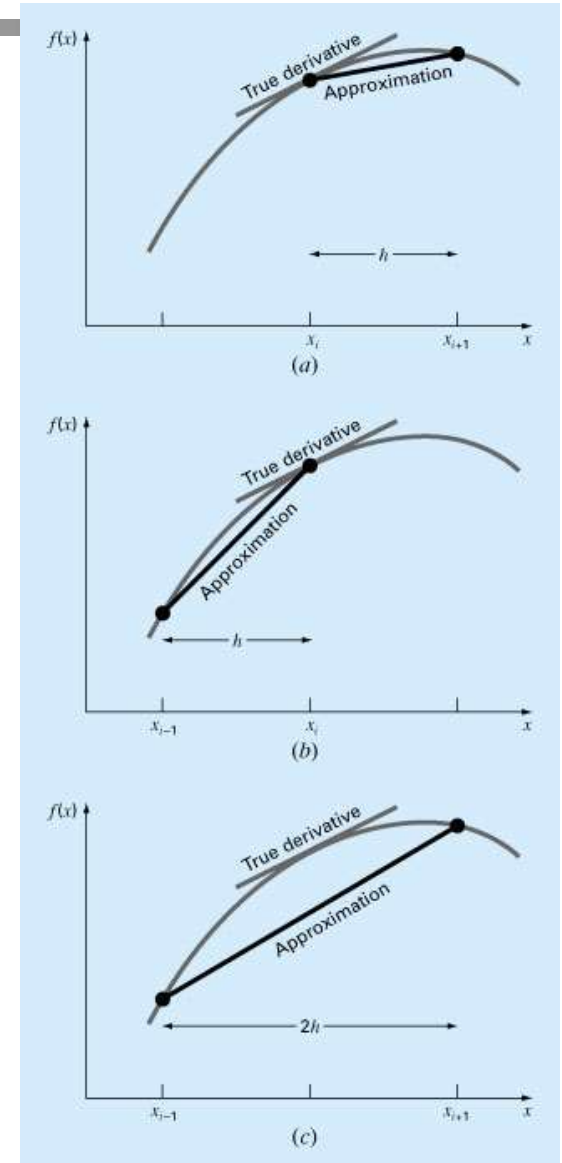 f(x)
True derivative
Approximation
h
xᵢ
xᵢ₊₁
x
(a)
f(x)
True derivative
Approximation
h
xᵢ₋₁
xᵢ
x
(b)
f(x)
True derivative
Approximation
2h
xᵢ₋₁
xᵢ₊₁
x
(c)